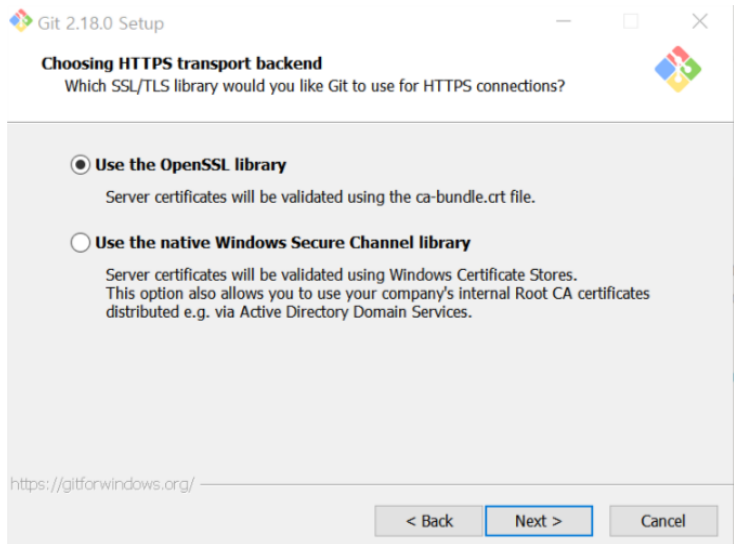 Git 2.18.0 Setup
Choosing HTTPS transport backend
Which SSL/TLS library would you like Git to use for HTTPS connections?
Use the OpenSSL library
Server certificates will be validated using the ca-bundle.crt file.
Use the native Windows Secure Channel library
Server certificates will be validated using Windows Certificate Stores.
This option also allows you to use your company's internal Root CA certificates
distributed e.g. via Active Directory Domain Services.
https://gitforwindows.org/
< Back Next > Cancel